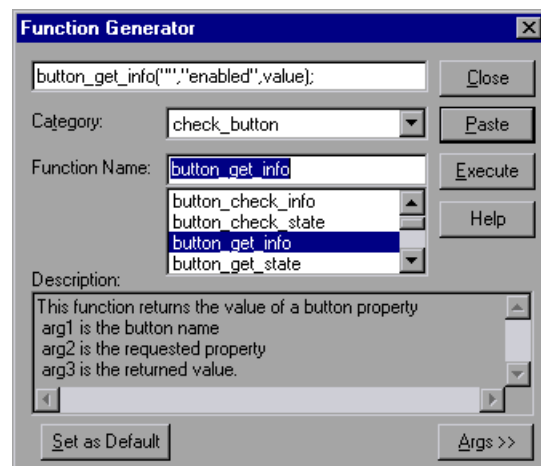 Function Generator
button_get_info("","enabled",value);
Close
Category:
check_button
Paste
Function Name:
button_get_info
Execute
button_check_info
button_check_state
button_get_info
button_get_state
Help
Description:
This function returns the value of a button property
arg1 is the button name
arg2 is the requested property
arg3 is the returned value.
Set as Default
Args >>